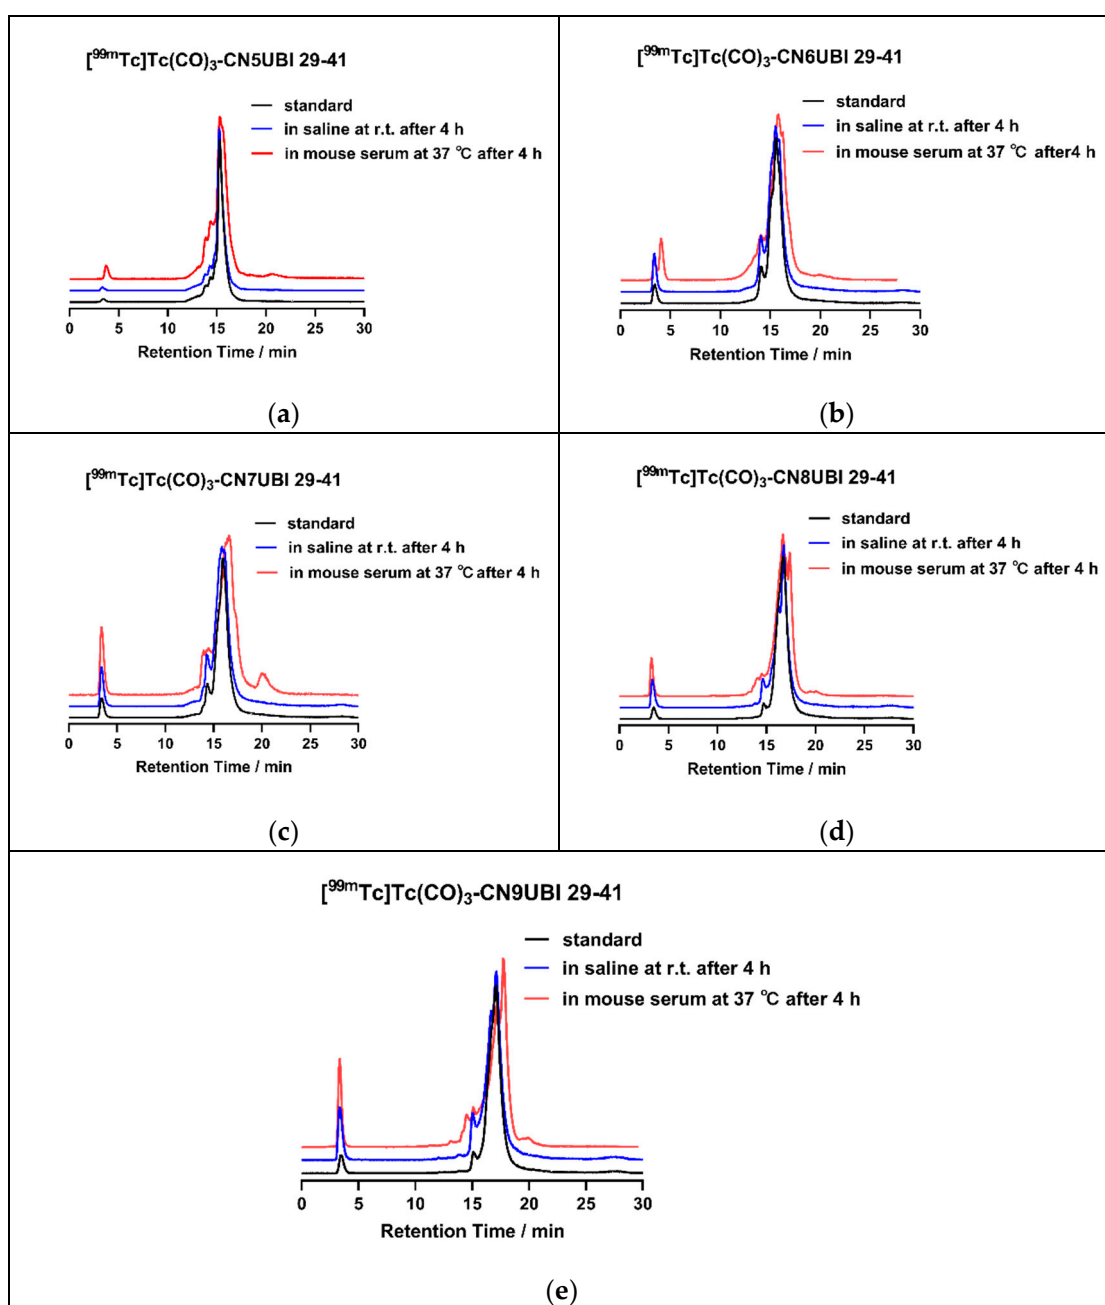 [99mTc]Tc(CO)3-CN5UBI 29-41
standard
in saline at r.t. after 4 h
in mouse serum at 37 ℃ after 4 h
0 5 10 15 20 25 30
Retention Time / min
(a)
[99mTc]Tc(CO)3-CN6UBI 29-41
standard
in saline at r.t. after 4 h
in mouse serum at 37 ℃ after4 h
0 5 10 15 20 25 30
Retention Time / min
(b)
[99mTc]Tc(CO)3-CN7UBI 29-41
standard
in saline at r.t. after 4 h
in mouse serum at 37 ℃ after 4 h
0 5 10 15 20 25 30
Retention Time / min
(c)
[99mTc]Tc(CO)3-CN8UBI 29-41
standard
in saline at r.t. after 4 h
in mouse serum at 37 ℃ after 4 h
0 5 10 15 20 25 30
Retention Time / min
(d)
[99mTc]Tc(CO)3-CN9UBI 29-41
standard
in saline at r.t. after 4 h
in mouse serum at 37 ℃ after 4 h
0 5 10 15 20 25 30
Retention Time / min
(e)